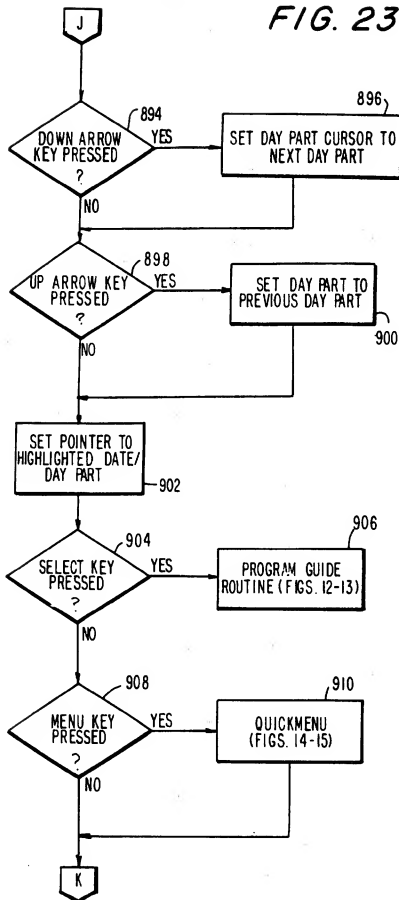 FIG. 23
J
894
DOWN ARROW
KEY PRESSED
?
YES
NO
896
SET DAY PART CURSOR TO
NEXT DAY PART
898
UP ARROW KEY
PRESSED
?
YES
NO
SET DAY PART TO
PREVIOUS DAY PART
900
SET POINTER TO
HIGHLIGHTED DATE/
DAY PART
902
904
SELECT KEY
PRESSED
?
YES
NO
906
PROGRAM GUIDE
ROUTINE (FIGS. 12-13)
908
MENU KEY
PRESSED
?
YES
NO
910
QUICKMENU
(FIGS. 14-15)
K